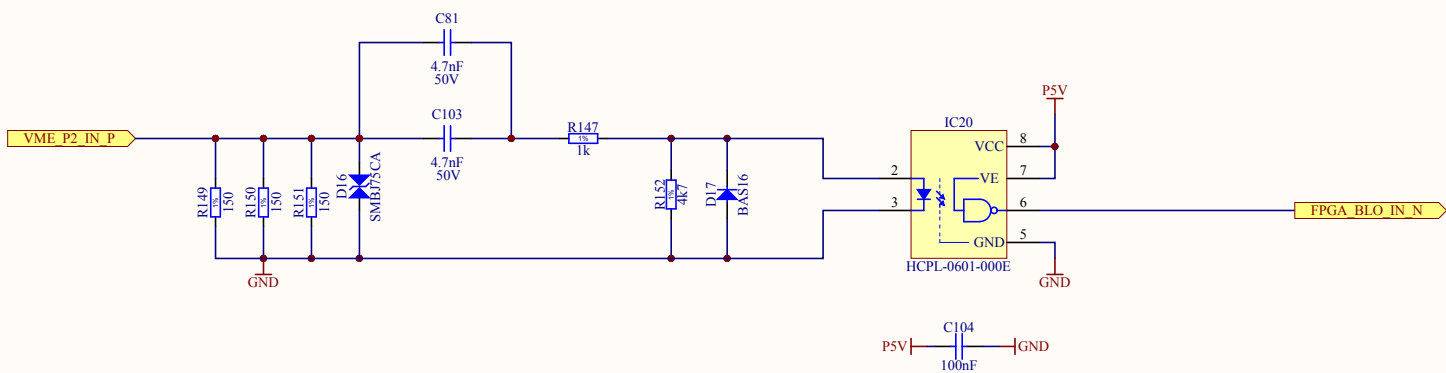 C81
4.7nF
50V
VME_P2_IN_P
C103
4.7nF
50V
R147
1%
1k
R149
1%
150
R150
1%
150
R151
1%
150
D16
SMBJ75CA
R152
1%
4k7
D17
BAS16
IC20
P5V
2
3
VCC
8
VE
7
6
GND
5
HCPL-0601-000E
FPGA_BLO_IN_N
GND
GND
C104
P5V
GND
100nF